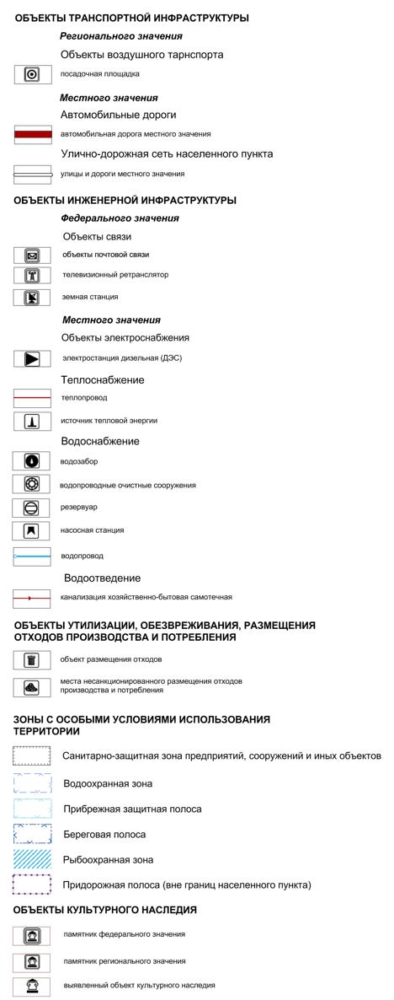 ОБЪЕКТЫ ТРАНСПОРТНОЙ ИНФРАСТРУКТУРЫ
Регионального значения
Объекты воздушного тарнспорта
посадочная площадка
Местного значения
Автомобильные дороги
автомобильная дорога местного значения
Улично-дорожная сеть населенного пункта
улицы и дороги местного значения
ОБЪЕКТЫ ИНЖЕНЕРНОЙ ИНФРАСТРУКТУРЫ
Федерального значения
Объекты связи
объекты почтовой связи
телевизионный ретранслятор
земная станция
Местного значения
Объекты электроснабжения
электростанция дизельная (ДЭС)
Теплоснабжение
теплопровод
источник тепловой энергии
Водоснабжение
водозабор
водопроводные очистные сооружения
резервуар
насосная станция
водопровод
Водоотведение
канализация хозяйственно-бытовая самотечная
ОБЪЕКТЫ УТИЛИЗАЦИИ, ОБЕЗВРЕЖИВАНИЯ, РАЗМЕЩЕНИЯ
ОТХОДОВ ПРОИЗВОДСТВА И ПОТРЕБЛЕНИЯ
объект размещения отходов
места несанкционированного размещения отходов
производства и потребления
ЗОНЫ С ОСОБЫМИ УСЛОВИЯМИ ИСПОЛЬЗОВАНИЯ
ТЕРРИТОРИИ
Санитарно-защитная зона предприятий, сооружений и иных объектов
Водоохранная зона
Прибрежная защитная полоса
Береговая полоса
Рыбоохранная зона
Придорожная полоса (вне границ населенного пункта)
ОБЪЕКТЫ КУЛЬТУРНОГО НАСЛЕДИЯ
памятник федерального значения
памятник регионального значения
выявленный объект культурного наследия